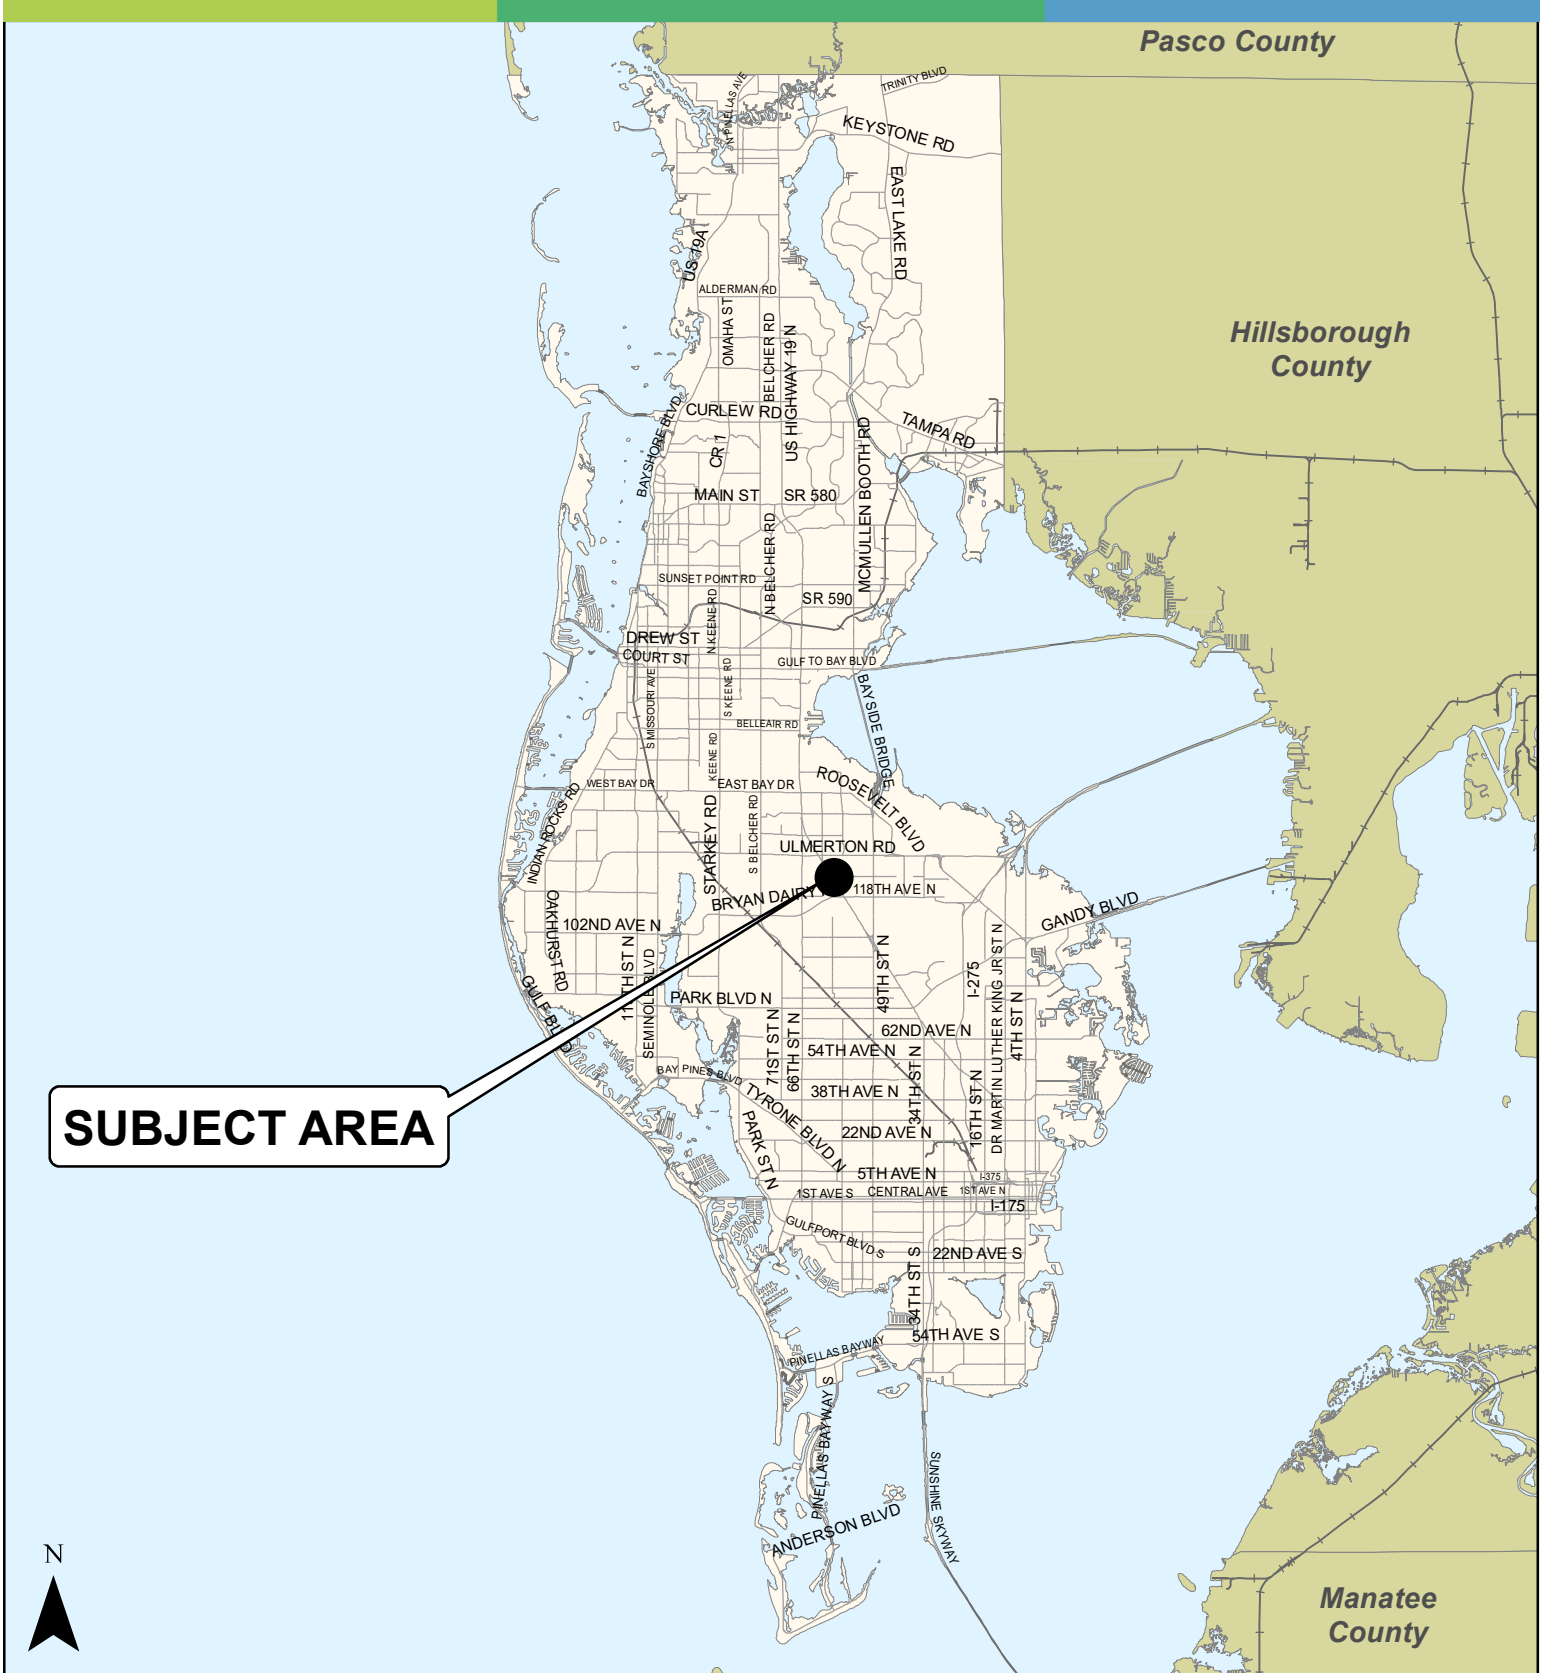 Pasco County
TRINITY BLVD
N PINELLAS AVE
KEYSTONE RD
EAST LAKE RD
US 19A
ALDERMAN RD
OMAHA ST
BELCHER RD
US HIGHWAY 19 N
Hillsborough
County
CURLEW RD
BAYSHORE BLVD
TAMPA RD
CR 1
MCMULLEN BOOTH RD
MAIN ST
SR 580
N BELCHER RD
SUNSET POINT RD
SR 590
N KEENE RD
DREW ST
COURT ST
GULF TO BAY BLVD
S MISSOURI AVE
S KEENE RD
BAYSIDE BRIDGE
BELLEAIR RD
KEENE RD
WEST BAY DR
EAST BAY DR
ROOSEVELT BLVD
INDIAN ROCKS RD
STARKEY RD
S BELCHER RD
ULMERTON RD
118TH AVE N
BRYAN DAIRY
OAKHURST RD
102ND AVE N
GANDY BLVD
SEMINOLE BLVD
49TH ST N
I-275
DR MARTIN LUTHER KING JR ST N
4TH ST N
GULF BLVD
PARK BLVD N
71ST ST N
66TH ST N
62ND AVE N
54TH AVE N
34TH ST N
BAY PINES BLVD
TYRONE BLVD N
38TH AVE N
16TH ST N
SUBJECT AREA
PARK ST N
22ND AVE N
5TH AVE N
I-375
1ST AVE S
CENTRAL AVE
1ST AVE N
I-175
GULFPORT BLVD S
22ND AVE S
34TH ST S
54TH AVE S
PINELLAS BAYWAY
PINELLAS BAYWAY S
SUNSHINE SKYWAY
ANDERSON BLVD
N
Manatee
County